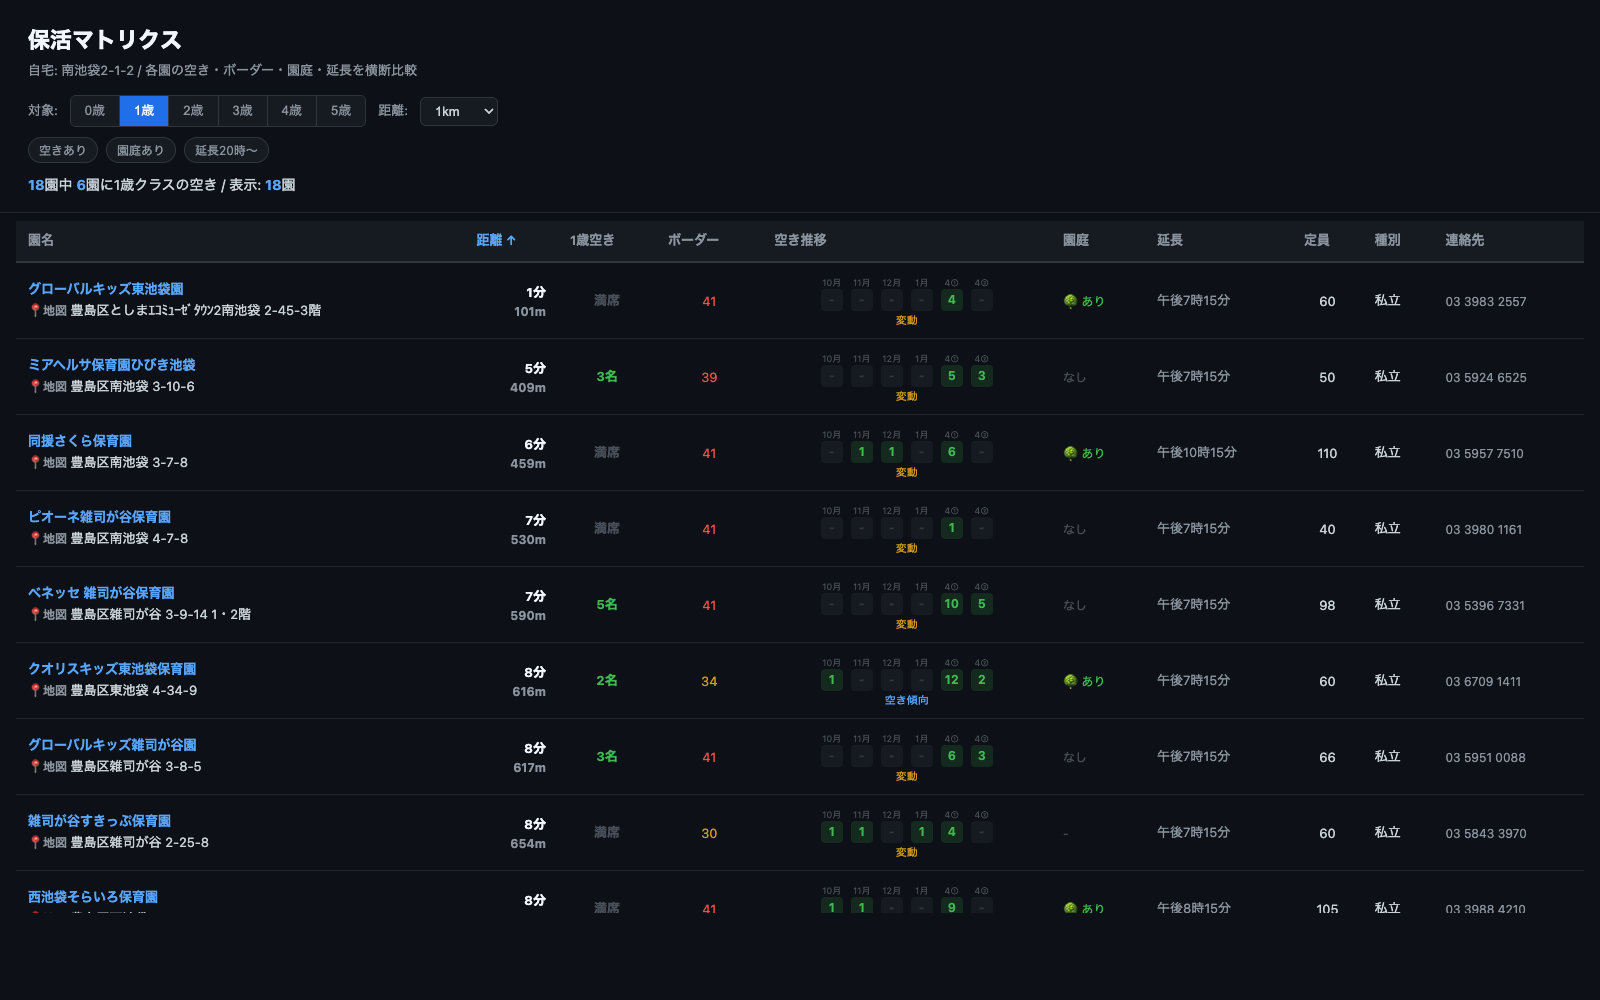 保活マトリクス
自宅: 南池袋2-1-2 / 各園の空き・ボーダー・園庭・延長を横断比較
対象: 0歳 1歳 2歳 3歳 4歳 5歳 距離: 1km
空きあり 園庭あり 延長20時〜
18園中 6園に1歳クラスの空き / 表示: 18園
園名 距離 ↑ 1歳空き ボーダー 空き推移 園庭 延長 定員 種別 連絡先
グローバルキッズ東池袋園
📍地図 豊島区としまｴｺﾐｭｰｾﾞﾀｳﾝ2南池袋 2-45-3階
1分
101m
満席 41
10月 11月 12月 1月 4① 4②
- - - - 4 -
変動
あり 午後7時15分 60 私立 03 3983 2557
ミアヘルサ保育園ひびき池袋
📍地図 豊島区南池袋 3-10-6
5分
409m
3名 39
10月 11月 12月 1月 4① 4②
- - - - 5 3
変動
なし 午後7時15分 50 私立 03 5924 6525
同援さくら保育園
📍地図 豊島区南池袋 3-7-8
6分
459m
満席 41
10月 11月 12月 1月 4① 4②
- 1 1 - 6 -
変動
あり 午後10時15分 110 私立 03 5957 7510
ピオーネ雑司が谷保育園
📍地図 豊島区南池袋 4-7-8
7分
530m
満席 41
10月 11月 12月 1月 4① 4②
- - - - 1 -
変動
なし 午後7時15分 40 私立 03 3980 1161
ベネッセ 雑司が谷保育園
📍地図 豊島区雑司が谷 3-9-14 1・2階
7分
590m
5名 41
10月 11月 12月 1月 4① 4②
- - - - 10 5
変動
なし 午後7時15分 98 私立 03 5396 7331
クオリスキッズ東池袋保育園
📍地図 豊島区東池袋 4-34-9
8分
616m
2名 34
10月 11月 12月 1月 4① 4②
1 - - - 12 2
空き傾向
あり 午後7時15分 60 私立 03 6709 1411
グローバルキッズ雑司が谷園
📍地図 豊島区雑司が谷 3-8-5
8分
617m
3名 41
10月 11月 12月 1月 4① 4②
- - - - 6 3
変動
なし 午後7時15分 66 私立 03 5951 0088
雑司が谷すきっぷ保育園
📍地図 豊島区雑司が谷 2-25-8
8分
654m
満席 30
10月 11月 12月 1月 4① 4②
1 1 - 1 4 -
変動
- 午後7時15分 60 私立 03 5843 3970
西池袋そらいろ保育園
8分
満席 41
10月 11月 12月 1月 4① 4②
1 1 - - 9 -
あり 午後8時15分 105 私立 03 3988 4210